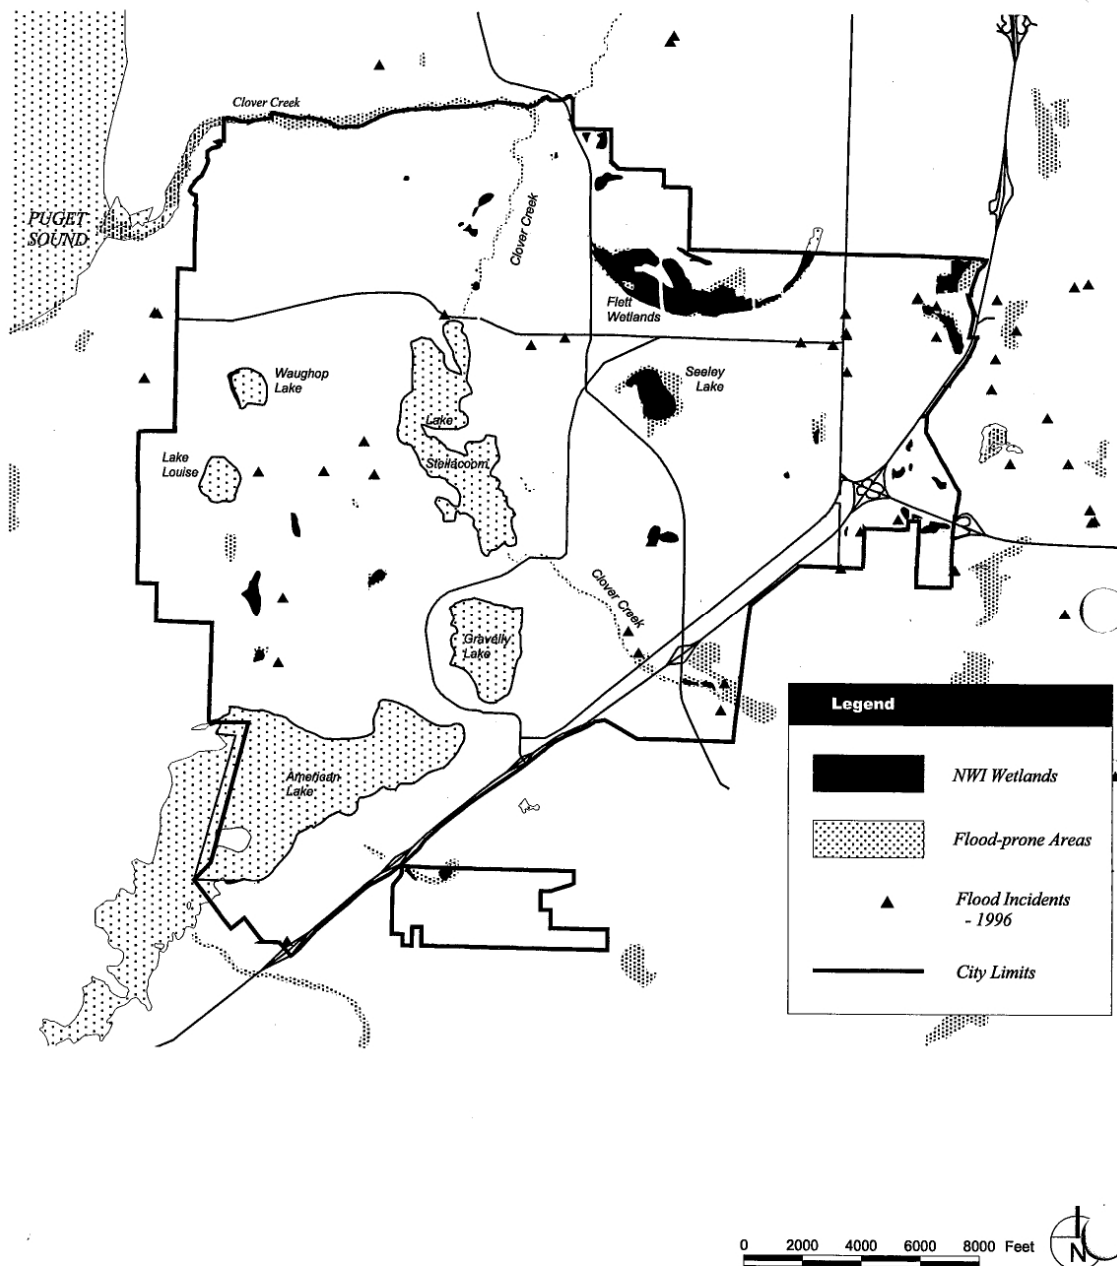 Clover Creek
PUGET
SOUND
Clover Creek
Flett
Wetlands
Waughop
Lake
Seeley
Lake
Lake
Steilacoom
Lake
Louise
Clover Creek
Gravelly
Lake
American
Lake
Legend
NWI Wetlands
Flood-prone Areas
Flood Incidents
- 1996
City Limits
0 2000 4000 6000 8000 Feet
N